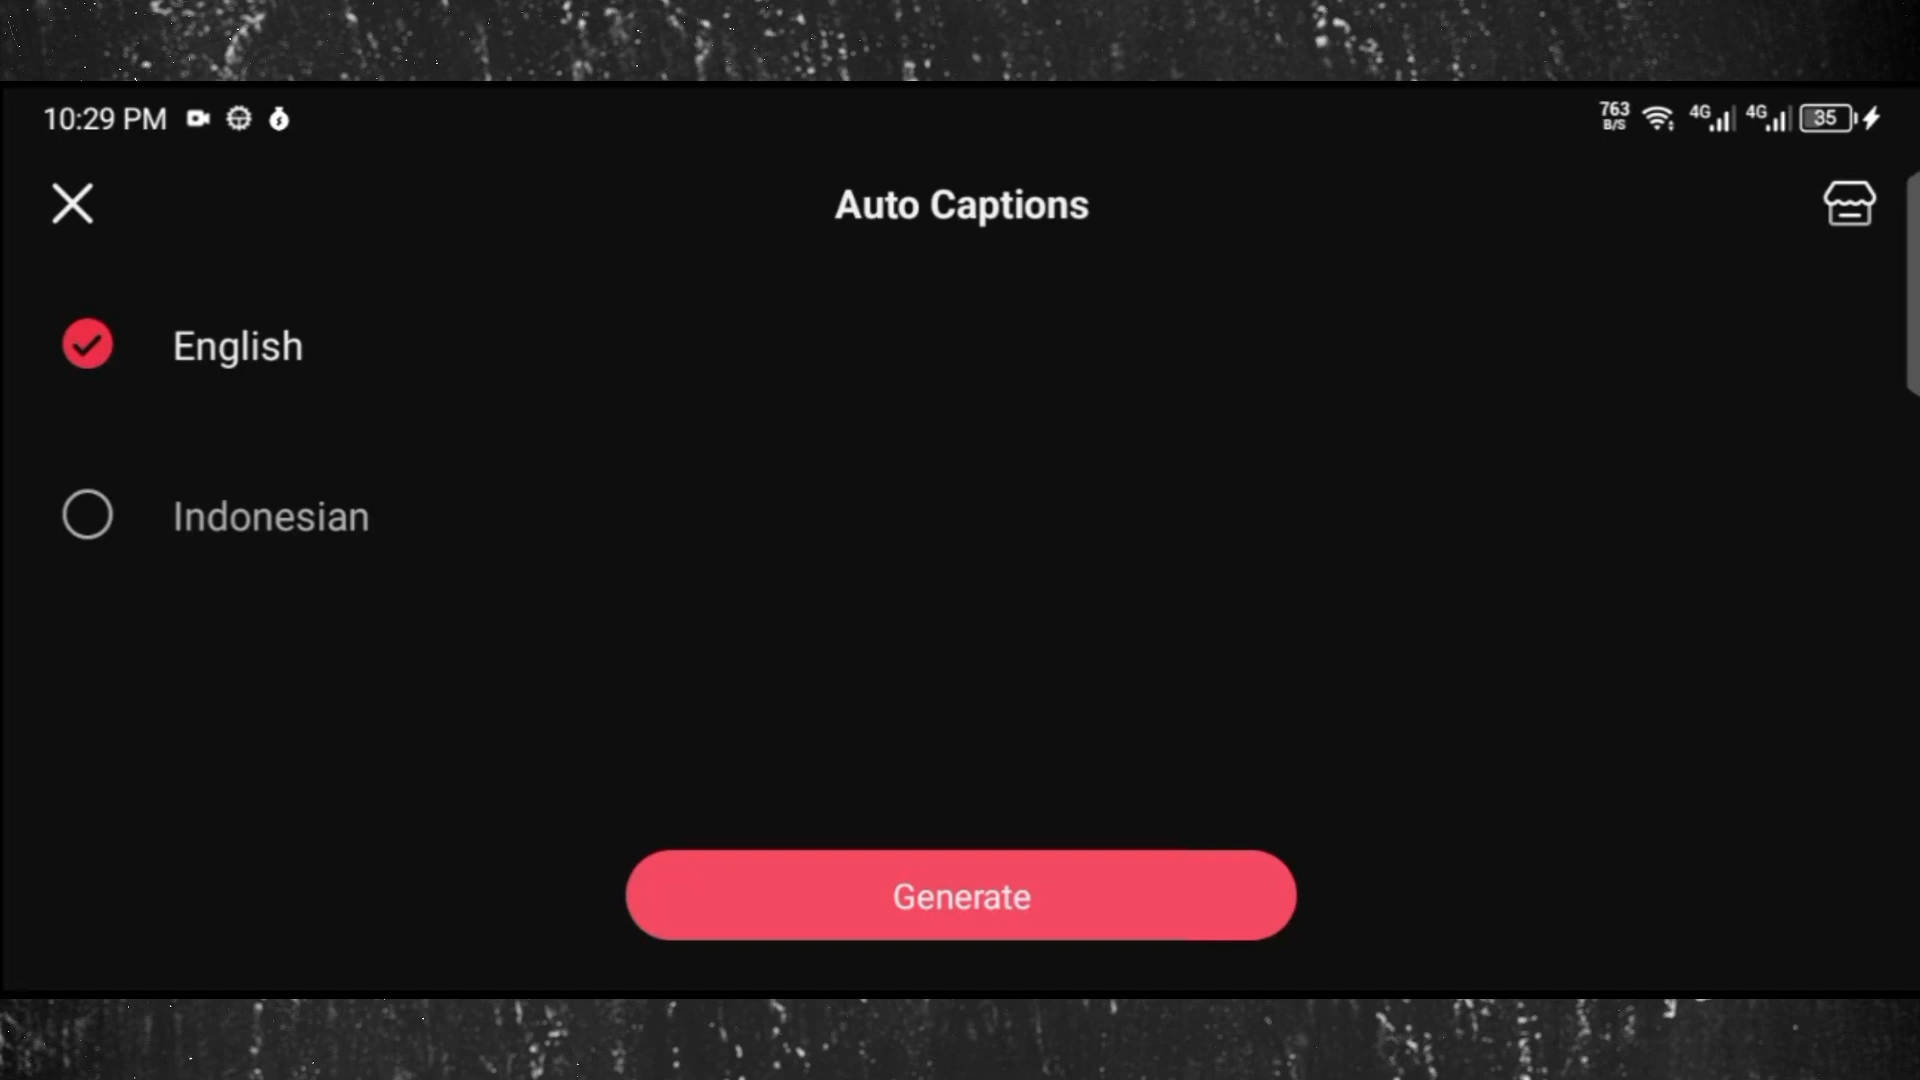 10:29 PM 763 B/S 4G 4G 35
Auto Captions
English
Indonesian
Generate